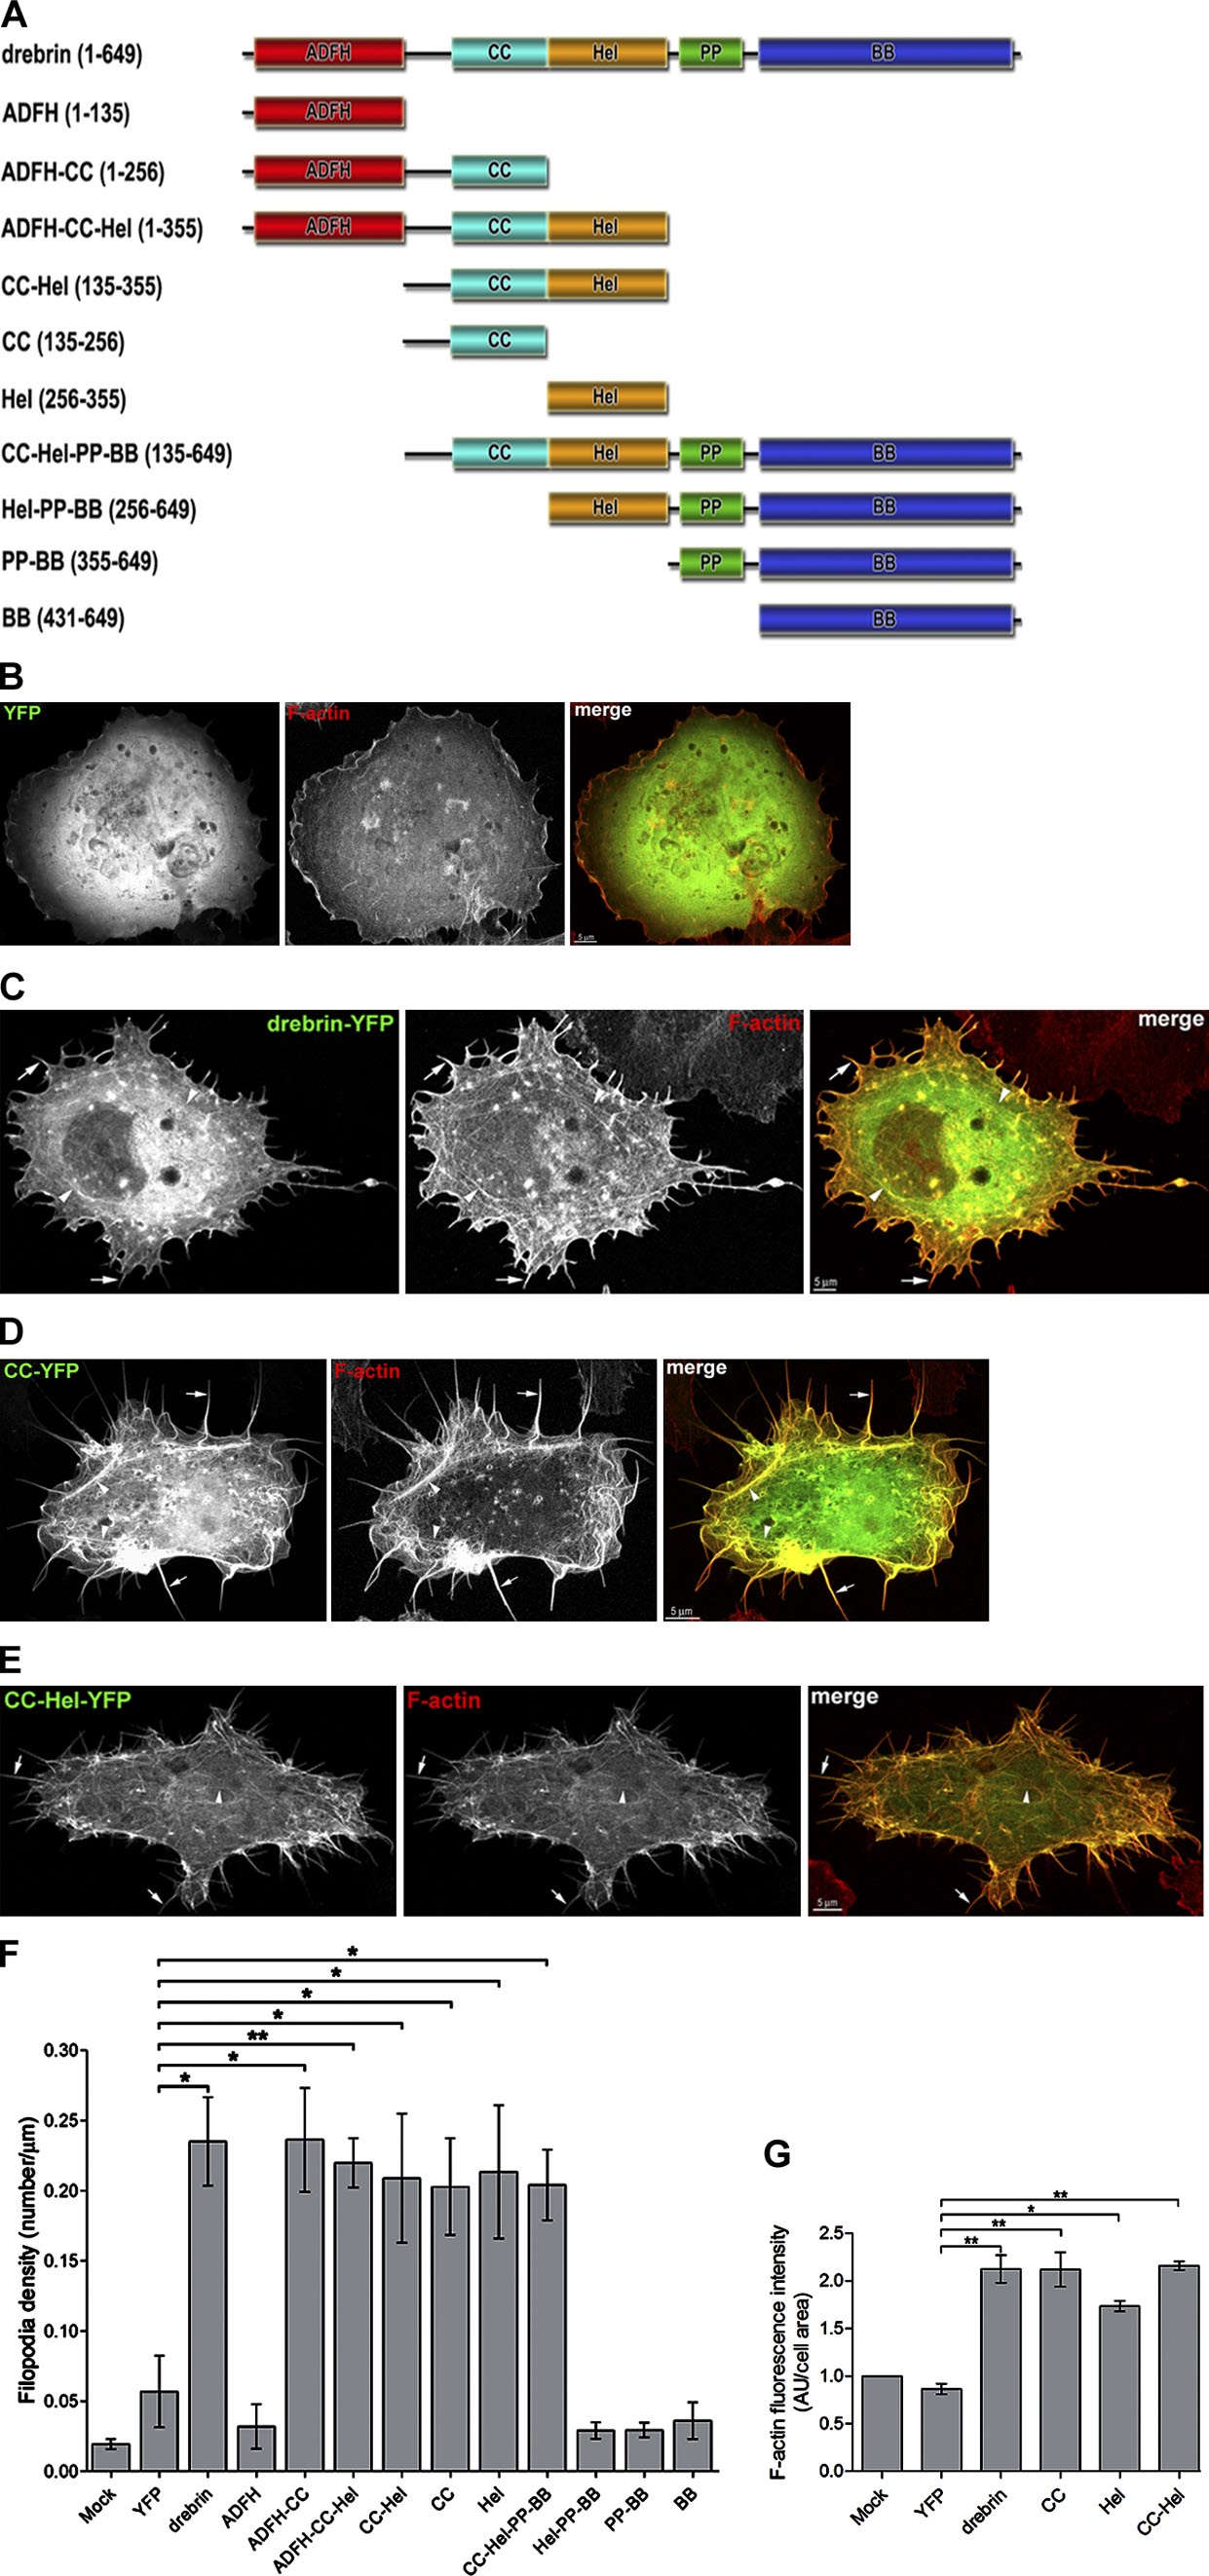 A
drebrin (1-649) ADFH CC Hel PP BB
ADFH (1-135) ADFH
ADFH-CC (1-256) ADFH CC
ADFH-CC-Hel (1-355) ADFH CC Hel
CC-Hel (135-355) CC Hel
CC (135-256) CC
Hel (256-355) Hel
CC-Hel-PP-BB (135-649) CC Hel PP BB
Hel-PP-BB (256-649) Hel PP BB
PP-BB (355-649) PP BB
BB (431-649) BB
B
YFP F-actin merge
5 µm
C
drebrin-YFP F-actin merge
5 µm
D
CC-YFP F-actin merge
5 µm
E
CC-Hel-YFP F-actin merge
5 µm
F
*
*
*
*
**
*
*
Filopodia density (number/µm)
0.30
0.25
0.20
0.15
0.10
0.05
0.00
Mock YFP drebrin ADFH ADFH-CC ADFH-CC-Hel CC-Hel CC Hel CC-Hel-PP-BB Hel-PP-BB PP-BB BB
G
**
*
**
**
F-actin fluorescence intensity
(AU/cell area)
2.5
2.0
1.5
1.0
0.5
0.0
Mock YFP drebrin CC Hel CC-Hel